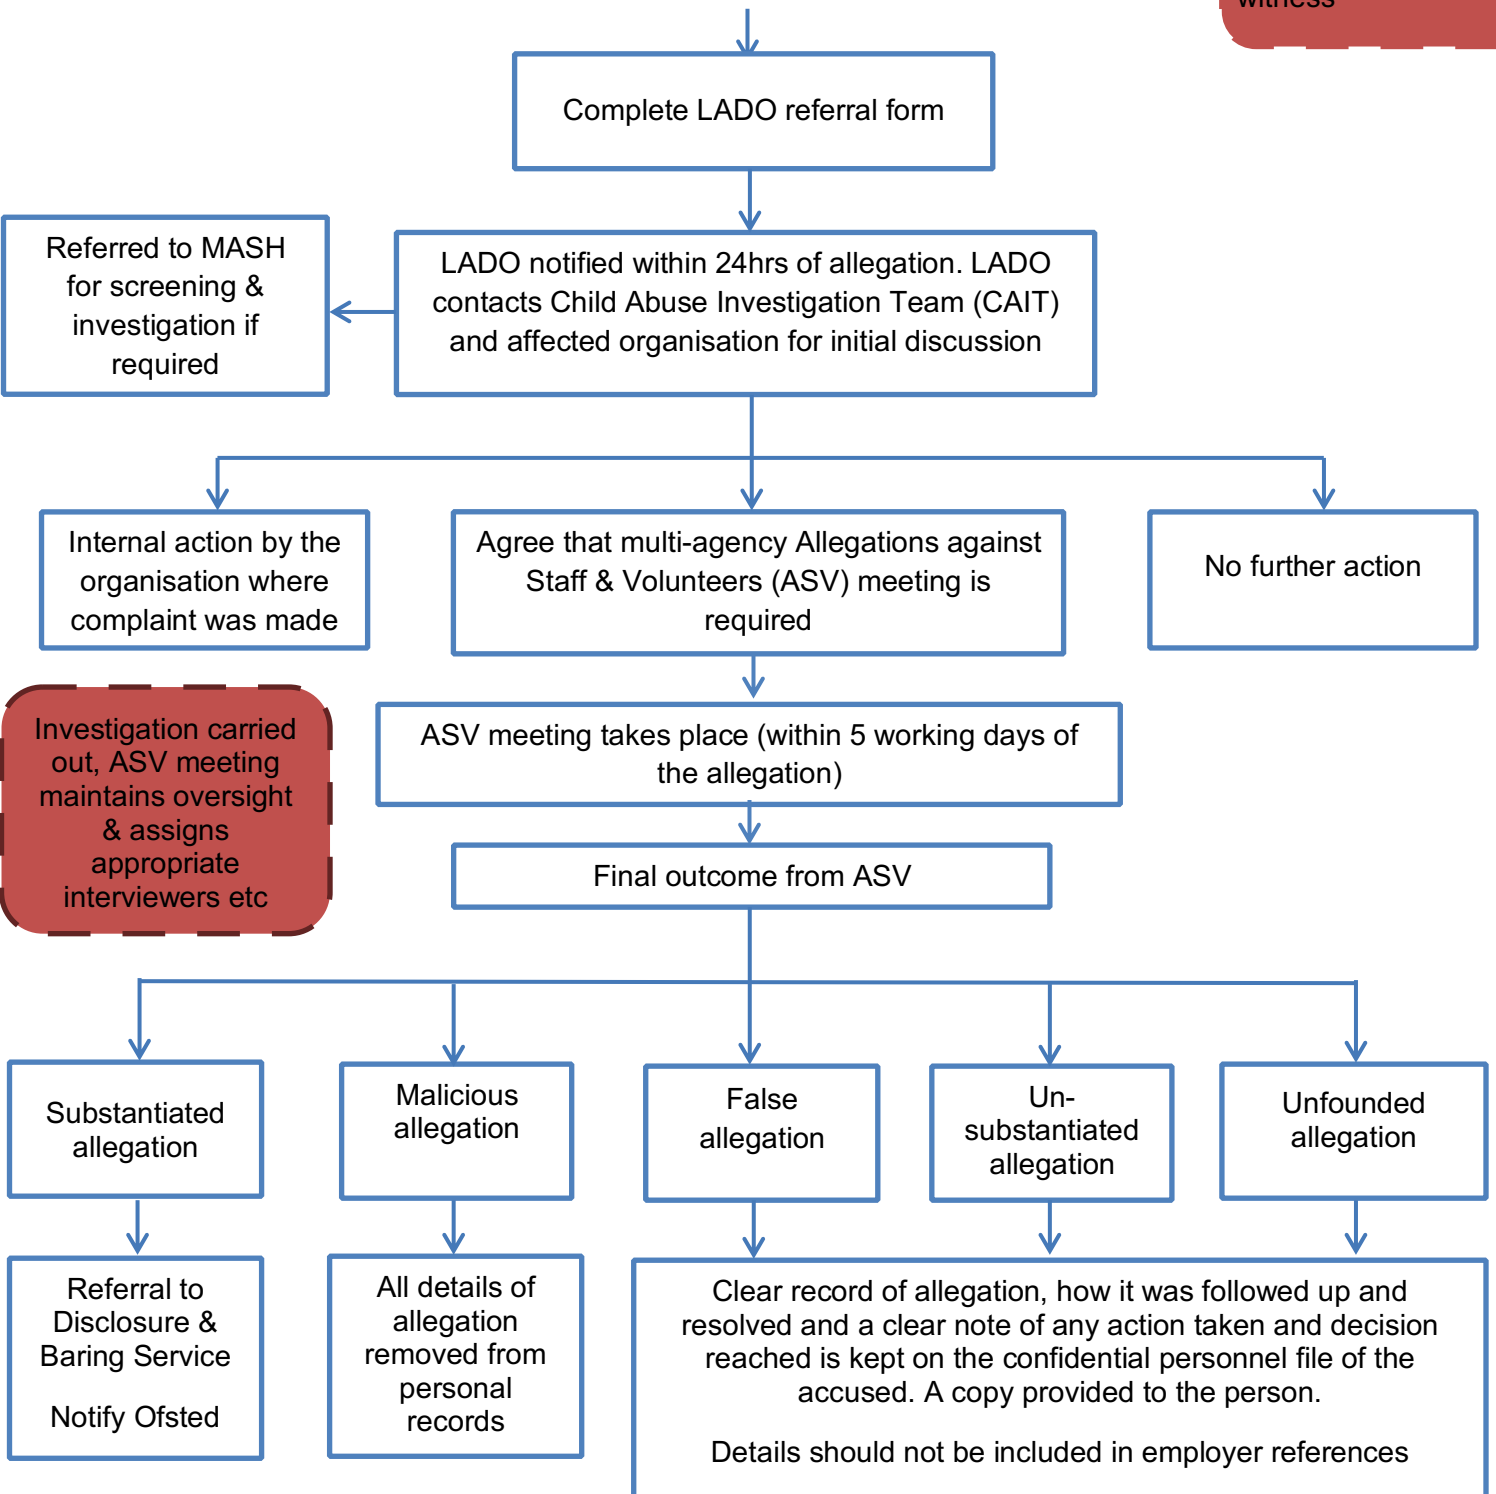 witness
Complete LADO referral form
Referred to MASH
for screening &
investigation if
required
LADO notified within 24hrs of allegation. LADO
contacts Child Abuse Investigation Team (CAIT)
and affected organisation for initial discussion
Internal action by the
organisation where
complaint was made
Agree that multi-agency Allegations against
Staff & Volunteers (ASV) meeting is
required
No further action
Investigation carried
out, ASV meeting
maintains oversight
& assigns
appropriate
interviewers etc
ASV meeting takes place (within 5 working days of
the allegation)
Final outcome from ASV
Substantiated
allegation
Malicious
allegation
False
allegation
Un-
substantiated
allegation
Unfounded
allegation
Referral to
Disclosure &
Baring Service
Notify Ofsted
All details of
allegation
removed from
personal
records
Clear record of allegation, how it was followed up and
resolved and a clear note of any action taken and decision
reached is kept on the confidential personnel file of the
accused. A copy provided to the person.
Details should not be included in employer references